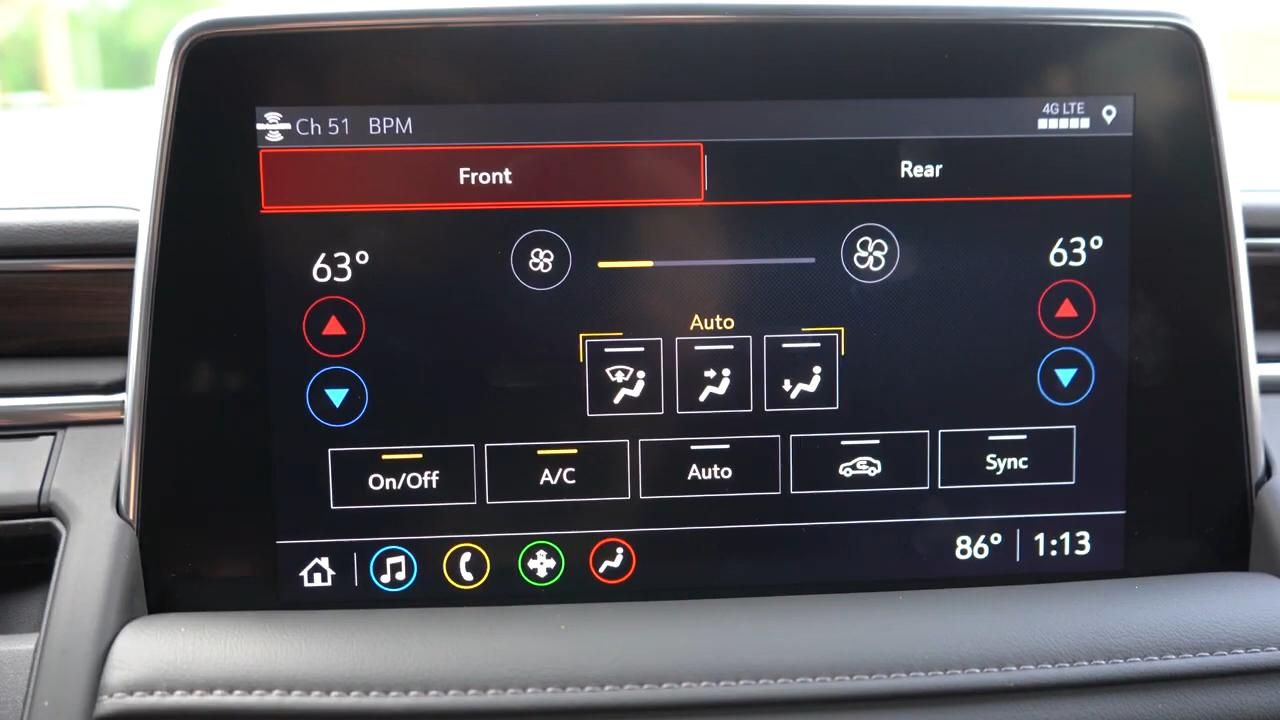 Ch 51 BPM
4G LTE
Front
Rear
63°
63°
Auto
On/Off
A/C
Auto
Sync
86°
1:13